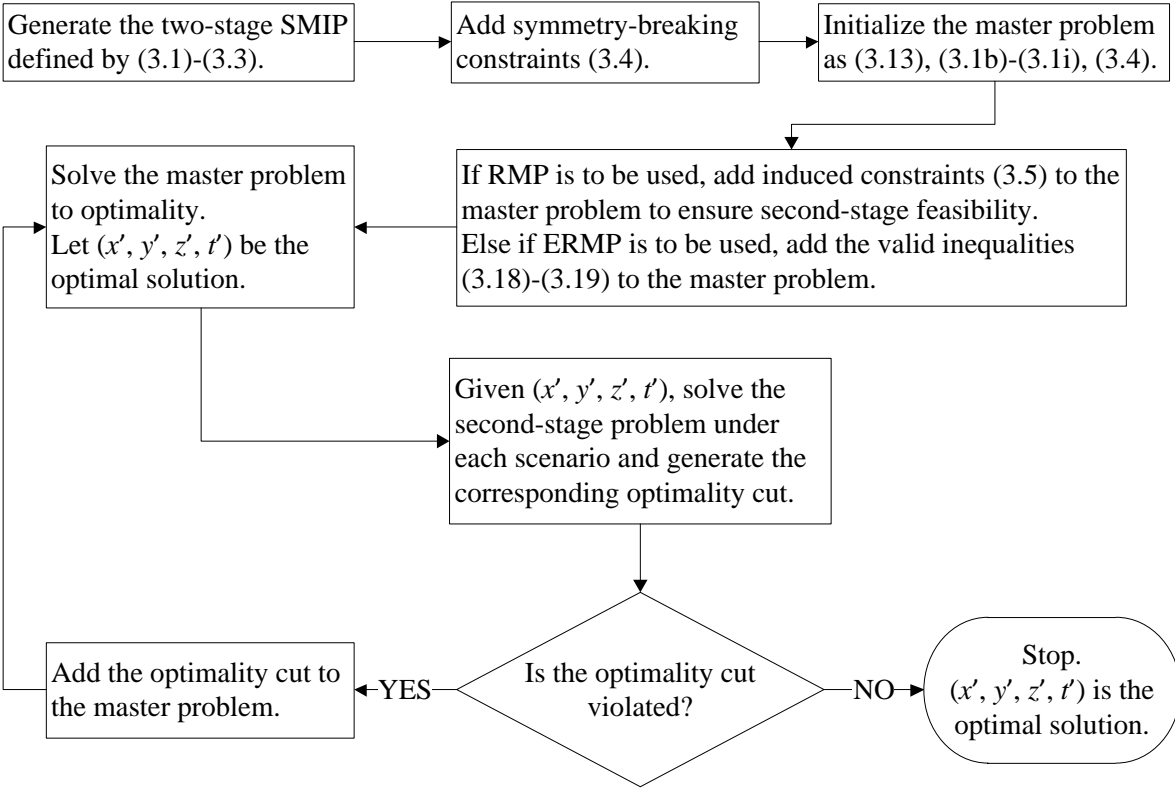 Generate the two-stage SMIP
defined by (3.1)-(3.3).
Add symmetry-breaking
constraints (3.4).
Initialize the master problem
as (3.13), (3.1b)-(3.1i), (3.4).
If RMP is to be used, add induced constraints (3.5) to the
master problem to ensure second-stage feasibility.
Else if ERMP is to be used, add the valid inequalities
(3.18)-(3.19) to the master problem.
Solve the master problem
to optimality.
Let (x′, y′, z′, t′) be the
optimal solution.
Given (x′, y′, z′, t′), solve the
second-stage problem under
each scenario and generate the
corresponding optimality cut.
Is the optimality cut
violated?
YES
Add the optimality cut to
the master problem.
NO
Stop.
(x′, y′, z′, t′) is the
optimal solution.